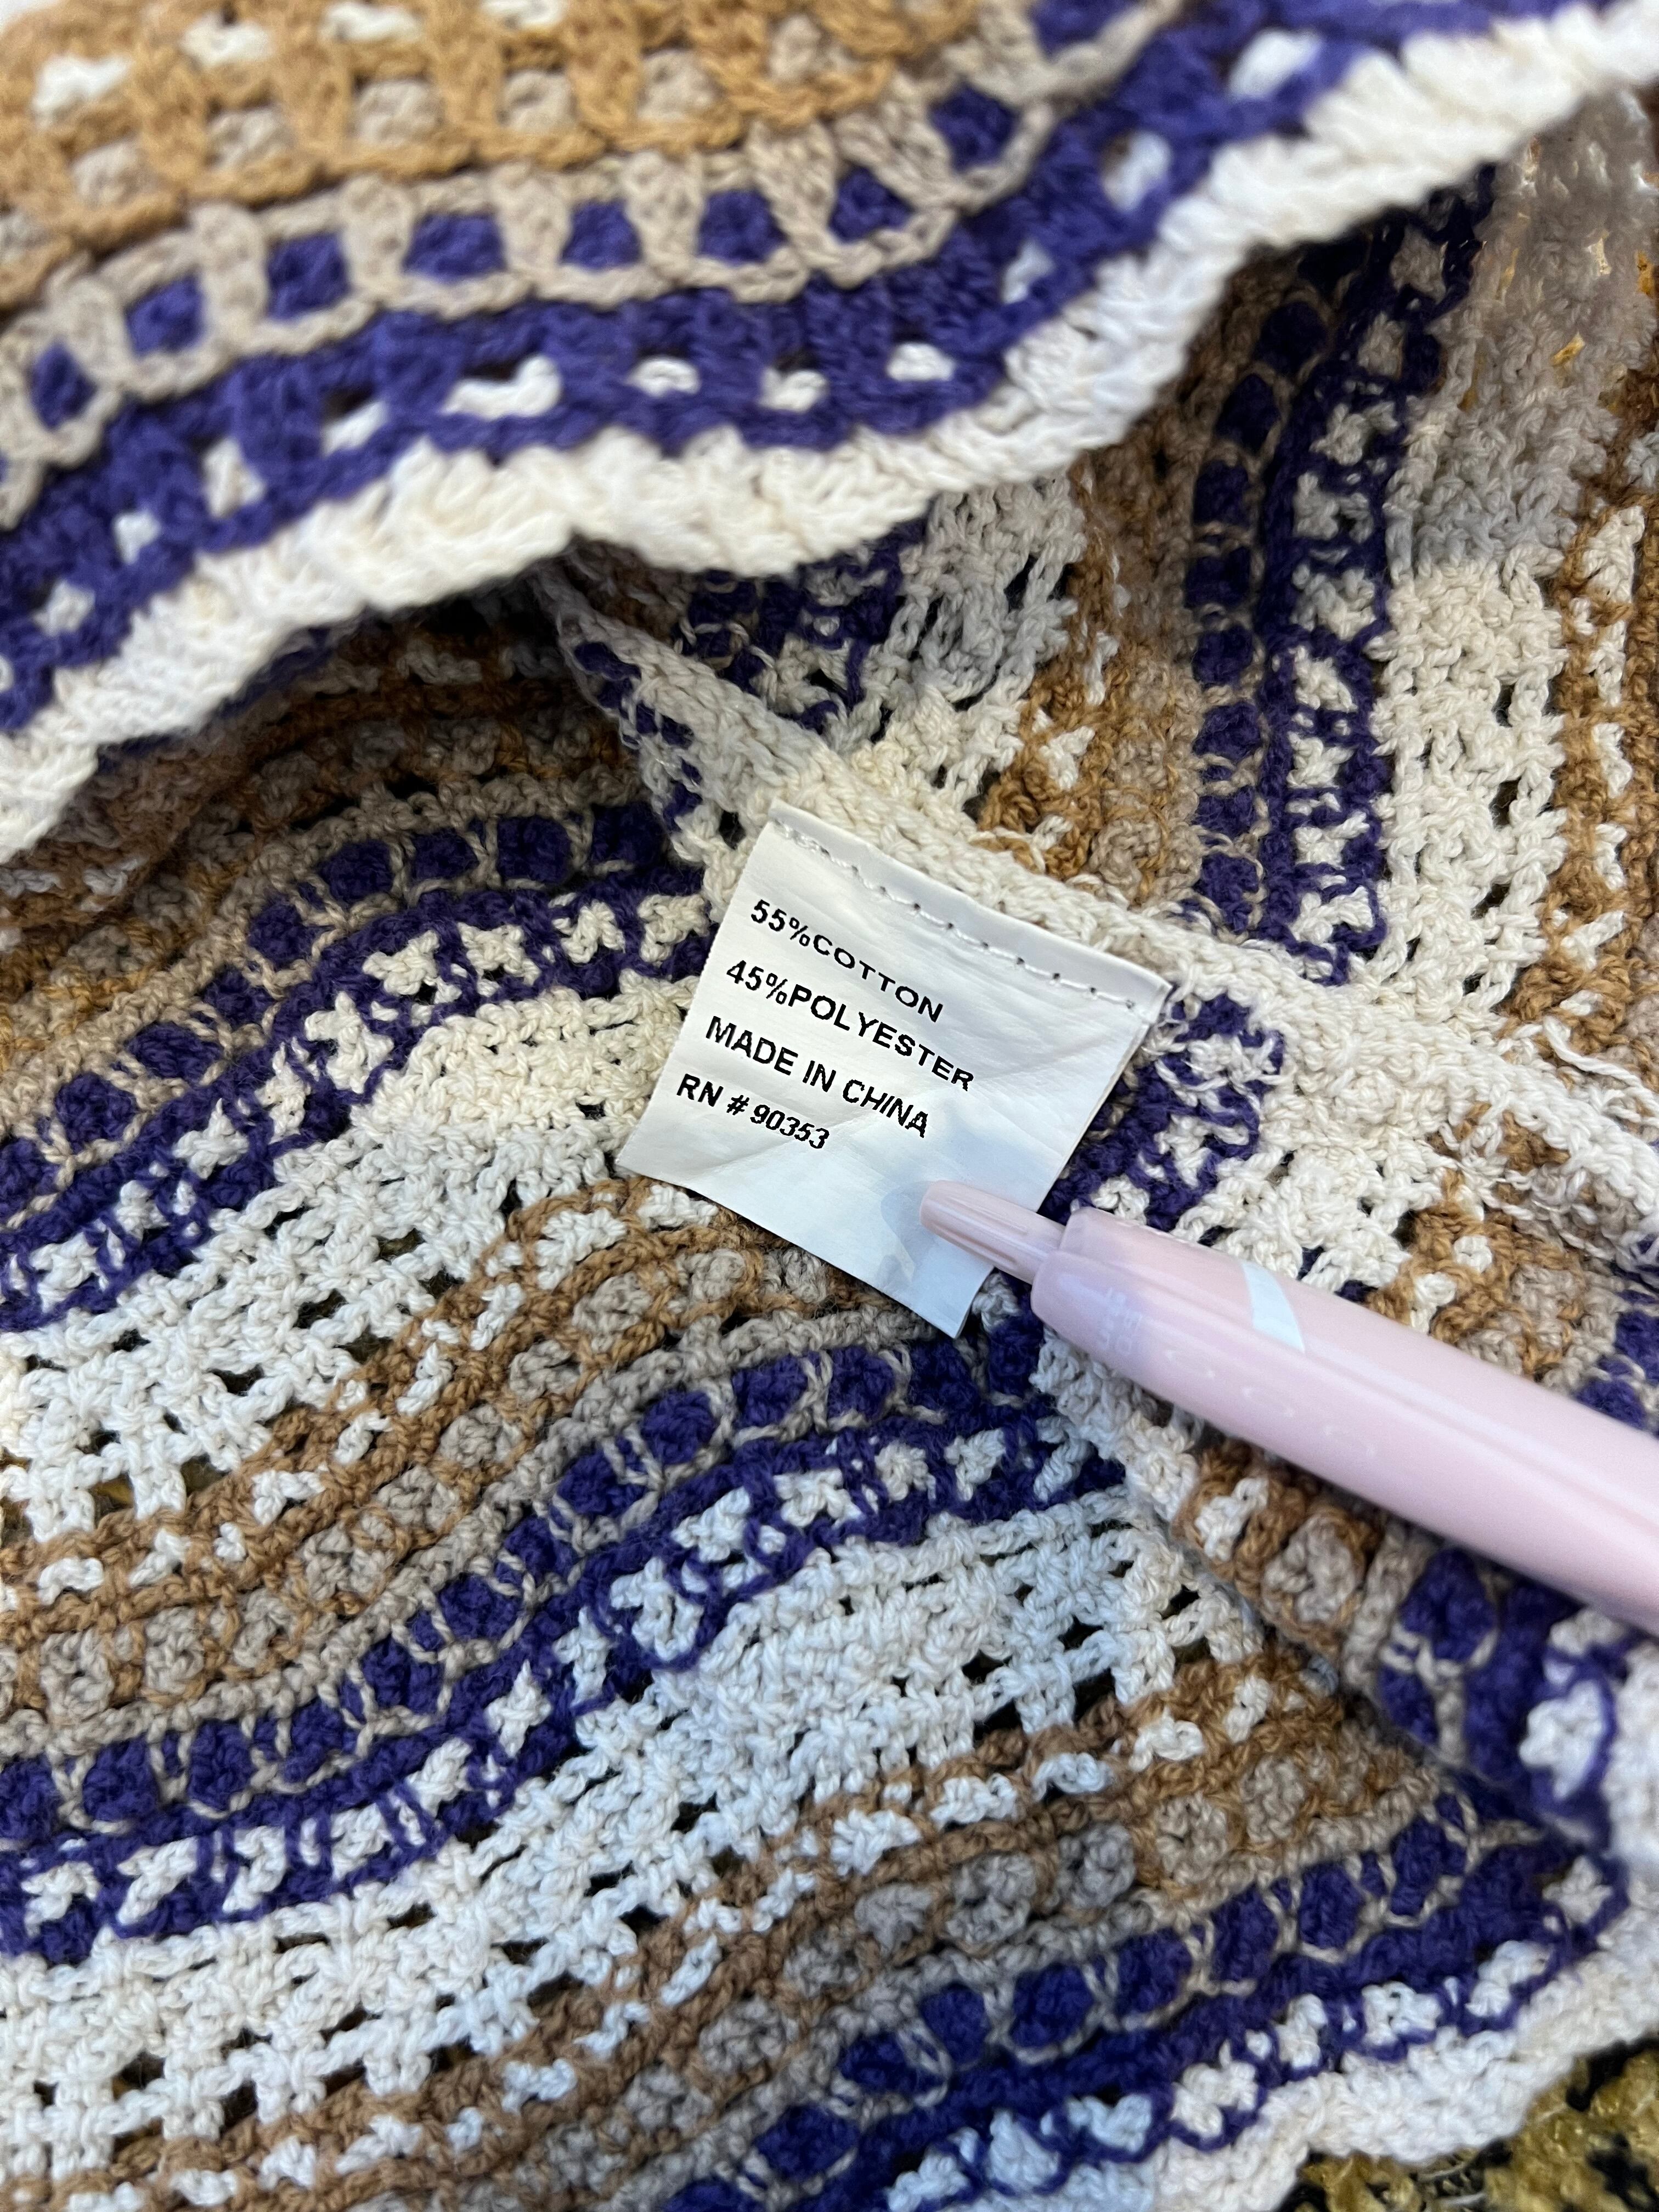 55%COTTON
45%POLYESTER
MADE IN CHINA
RN # 90353